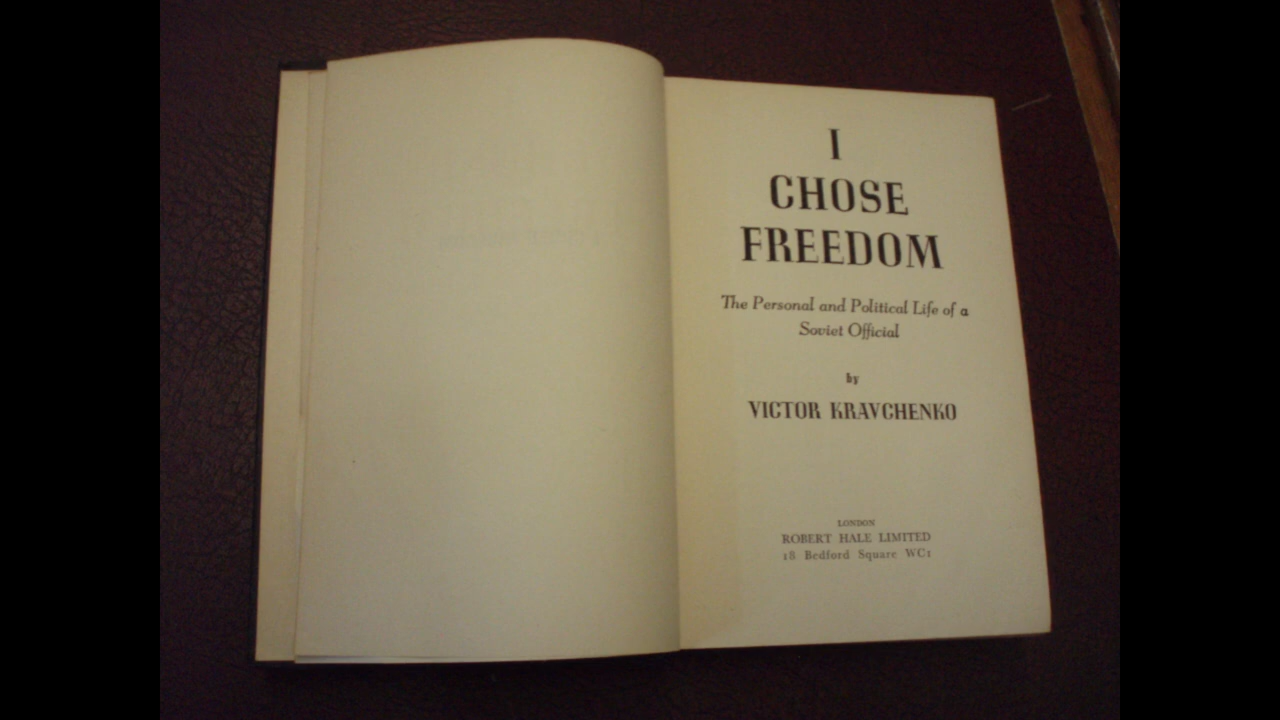 I
CHOSE
FREEDOM
The Personal and Political Life of a
Soviet Official
by
VICTOR KRAVCHENKO
LONDON
ROBERT HALE LIMITED
18 Bedford Square WC1